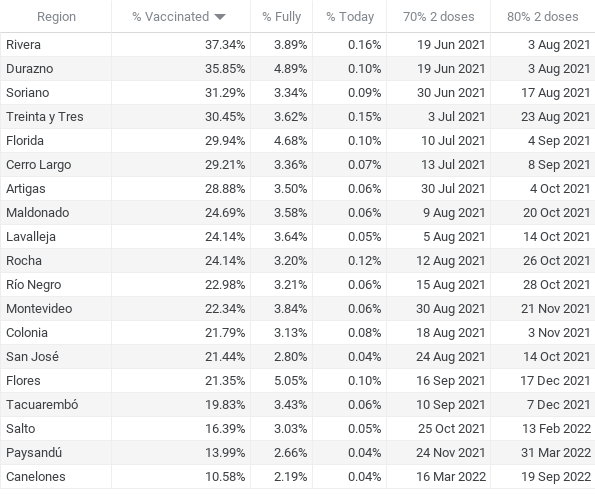 Region % Vaccinated % Fully % Today 70% 2 doses 80% 2 doses
Rivera 37.34% 3.89% 0.16% 19 Jun 2021 3 Aug 2021
Durazno 35.85% 4.89% 0.10% 19 Jun 2021 3 Aug 2021
Soriano 31.29% 3.34% 0.09% 30 Jun 2021 17 Aug 2021
Treinta y Tres 30.45% 3.62% 0.15% 3 Jul 2021 23 Aug 2021
Florida 29.94% 4.68% 0.10% 10 Jul 2021 4 Sep 2021
Cerro Largo 29.21% 3.36% 0.07% 13 Jul 2021 8 Sep 2021
Artigas 28.88% 3.50% 0.06% 30 Jul 2021 4 Oct 2021
Maldonado 24.69% 3.58% 0.06% 9 Aug 2021 20 Oct 2021
Lavalleja 24.14% 3.64% 0.05% 5 Aug 2021 14 Oct 2021
Rocha 24.14% 3.20% 0.12% 12 Aug 2021 26 Oct 2021
Río Negro 22.98% 3.21% 0.06% 15 Aug 2021 28 Oct 2021
Montevideo 22.34% 3.84% 0.06% 30 Aug 2021 21 Nov 2021
Colonia 21.79% 3.13% 0.08% 18 Aug 2021 3 Nov 2021
San José 21.44% 2.80% 0.04% 24 Aug 2021 14 Oct 2021
Flores 21.35% 5.05% 0.10% 16 Sep 2021 17 Dec 2021
Tacuarembó 19.83% 3.43% 0.06% 10 Sep 2021 7 Dec 2021
Salto 16.39% 3.03% 0.05% 25 Oct 2021 13 Feb 2022
Paysandú 13.99% 2.66% 0.04% 24 Nov 2021 31 Mar 2022
Canelones 10.58% 2.19% 0.04% 16 Mar 2022 19 Sep 2022